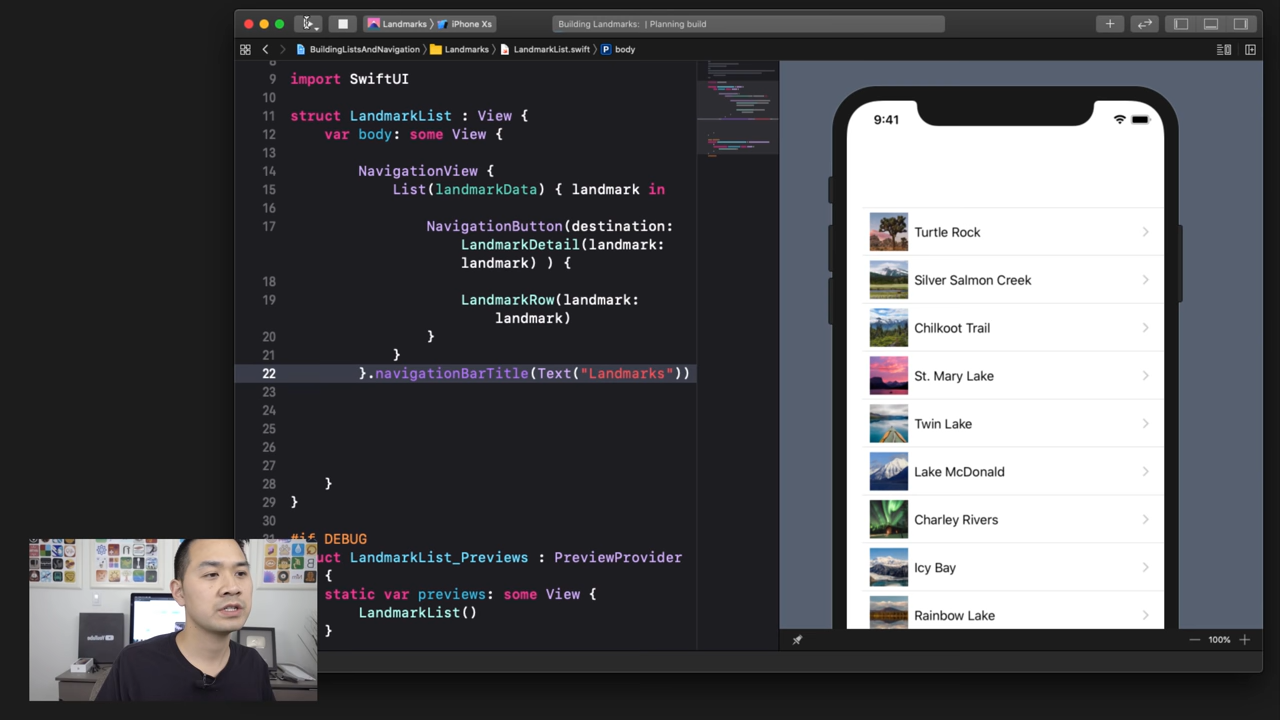 Landmarks 〉 iPhone Xs
Building Landmarks: | Planning build
BuildingListsAndNavigation 〉 Landmarks 〉 LandmarkList.swift 〉 P body
8
9 import SwiftUI
10
11 struct LandmarkList : View {
12 var body: some View {
13
14 NavigationView {
15 List(landmarkData) { landmark in
16
17 NavigationButton(destination:
LandmarkDetail(landmark:
landmark) ) {
18
19 LandmarkRow(landmark:
landmark)
20 }
21 }
22 }.navigationBarTitle(Text("Landmarks"))
23
24
25
26
27
28 }
29 }
30
#if DEBUG
uct LandmarkList_Previews : PreviewProvider
{
static var previews: some View {
LandmarkList()
}
9:41
Turtle Rock
Silver Salmon Creek
Chilkoot Trail
St. Mary Lake
Twin Lake
Lake McDonald
Charley Rivers
Icy Bay
Rainbow Lake
100%
YouTube